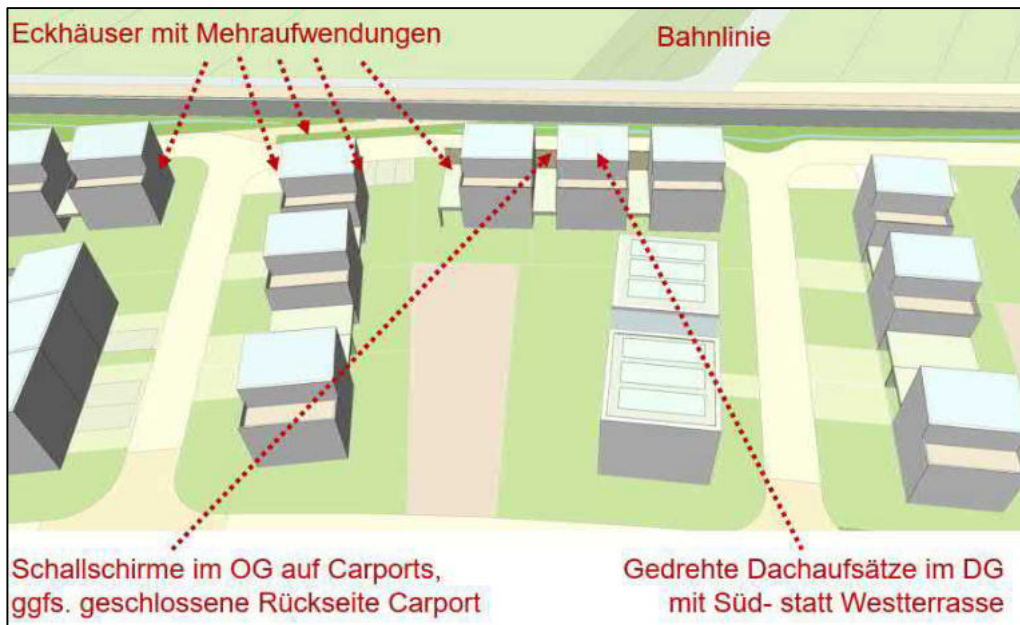 Eckhäuser mit Mehraufwendungen
Bahnlinie
Schallschirme im OG auf Carports,
ggfs. geschlossene Rückseite Carport
Gedrehte Dachaufsätze im DG
mit Süd- statt Westterrasse